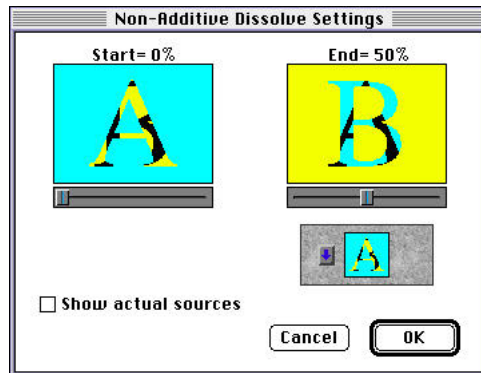 Non-Additive Dissolve Settings
Start= 0%
End= 50%
A
B
A
Show actual sources
Cancel
OK